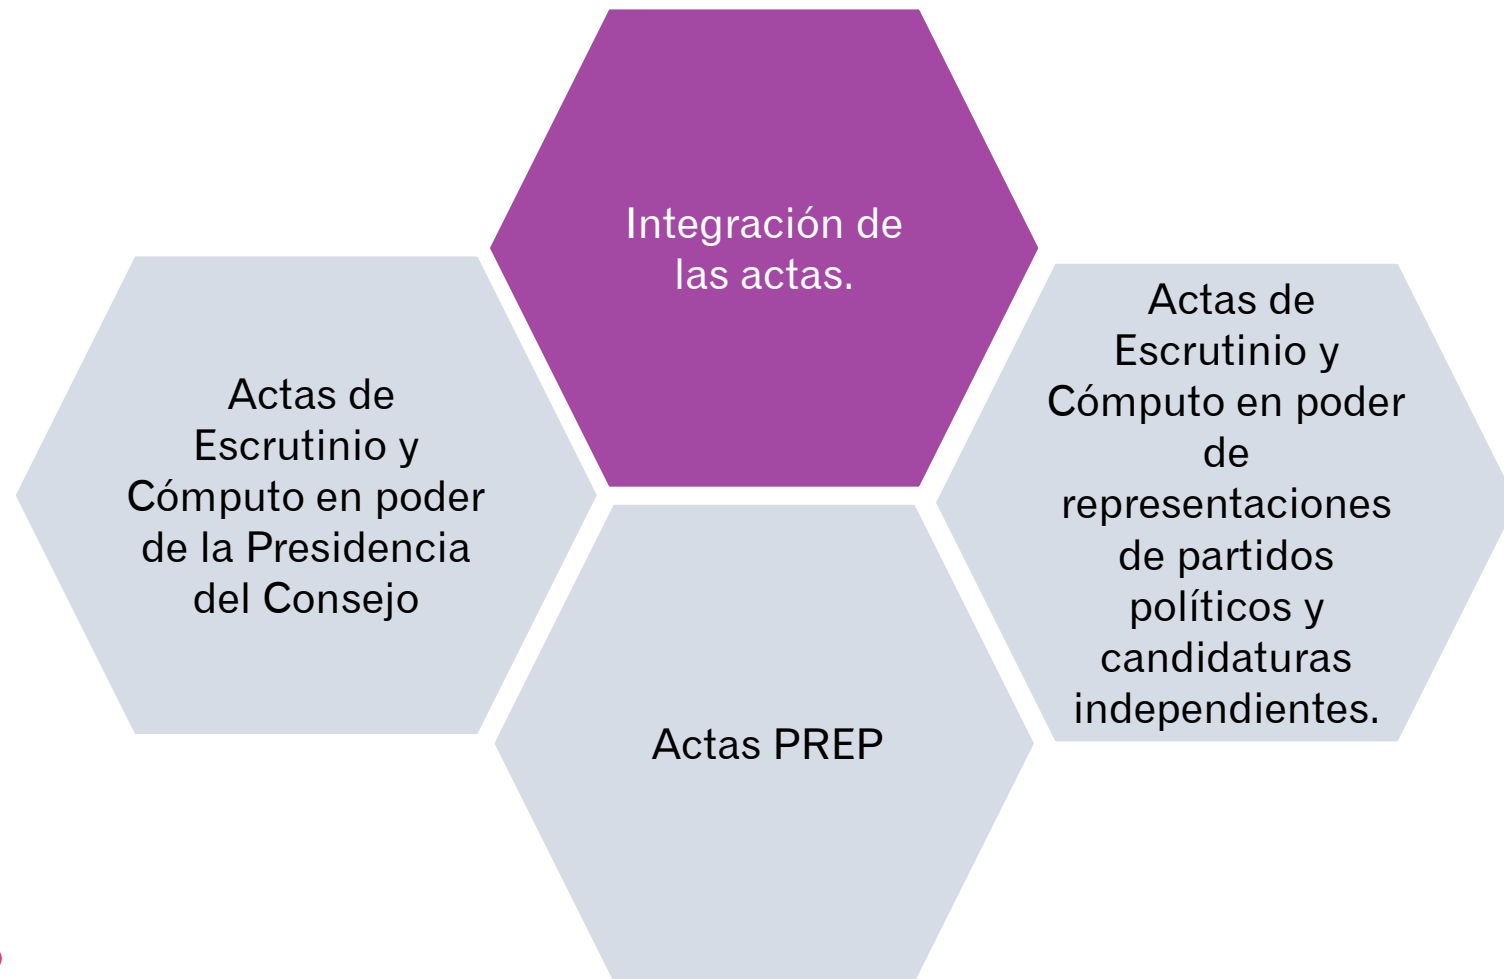 Integración de
las actas.
Actas de
Escrutinio y
Cómputo en poder
de la Presidencia
del Consejo
Actas de
Escrutinio y
Cómputo en poder
de
representaciones
de partidos
políticos y
candidaturas
independientes.
Actas PREP